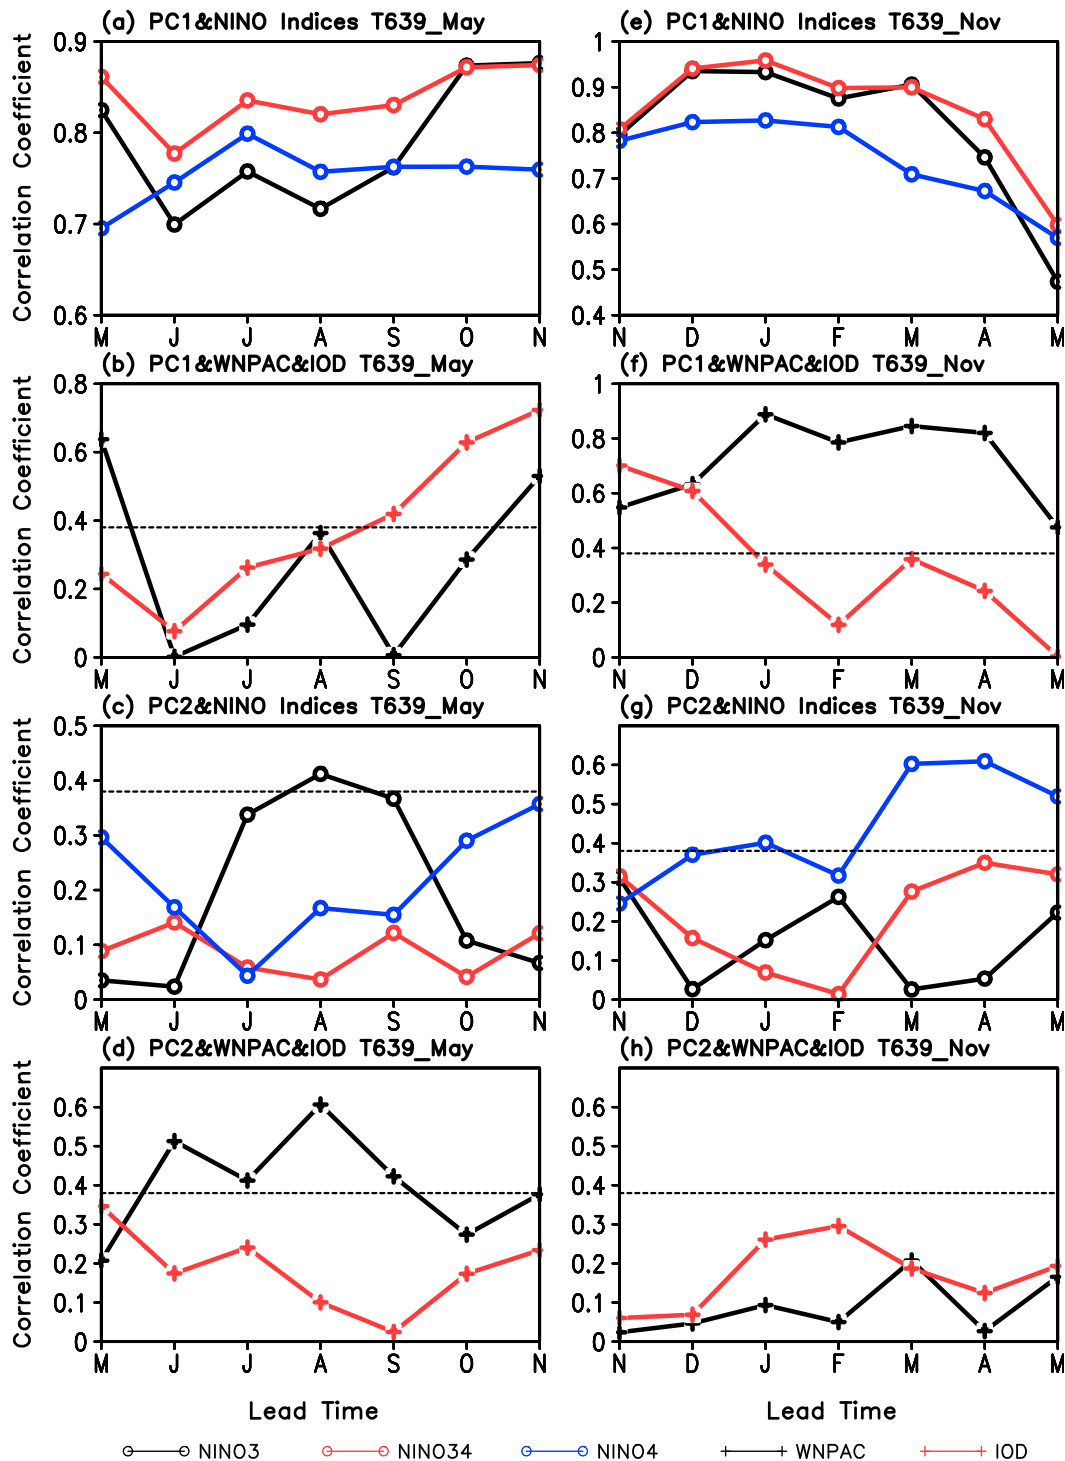 (a) PC1&NINO Indices T639_May
Correlation Coefficient
0.9
0.8
0.7
0.6
M J J A S O N
(e) PC1&NINO Indices T639_Nov
1
0.9
0.8
0.7
0.6
0.5
0.4
N D J F M A M
(b) PC1&WNPAC&IOD T639_May
Correlation Coefficient
0.8
0.6
0.4
0.2
0
M J J A S O N
(f) PC1&WNPAC&IOD T639_Nov
1
0.8
0.6
0.4
0.2
0
N D J F M A M
(c) PC2&NINO Indices T639_May
Correlation Coefficient
0.5
0.4
0.3
0.2
0.1
0
M J J A S O N
(g) PC2&NINO Indices T639_Nov
0.6
0.5
0.4
0.3
0.2
0.1
0
N D J F M A M
(d) PC2&WNPAC&IOD T639_May
Correlation Coefficient
0.6
0.5
0.4
0.3
0.2
0.1
0
M J J A S O N
Lead Time
(h) PC2&WNPAC&IOD T639_Nov
0.6
0.5
0.4
0.3
0.2
0.1
0
N D J F M A M
Lead Time
NINO3 NINO34 NINO4 WNPAC IOD